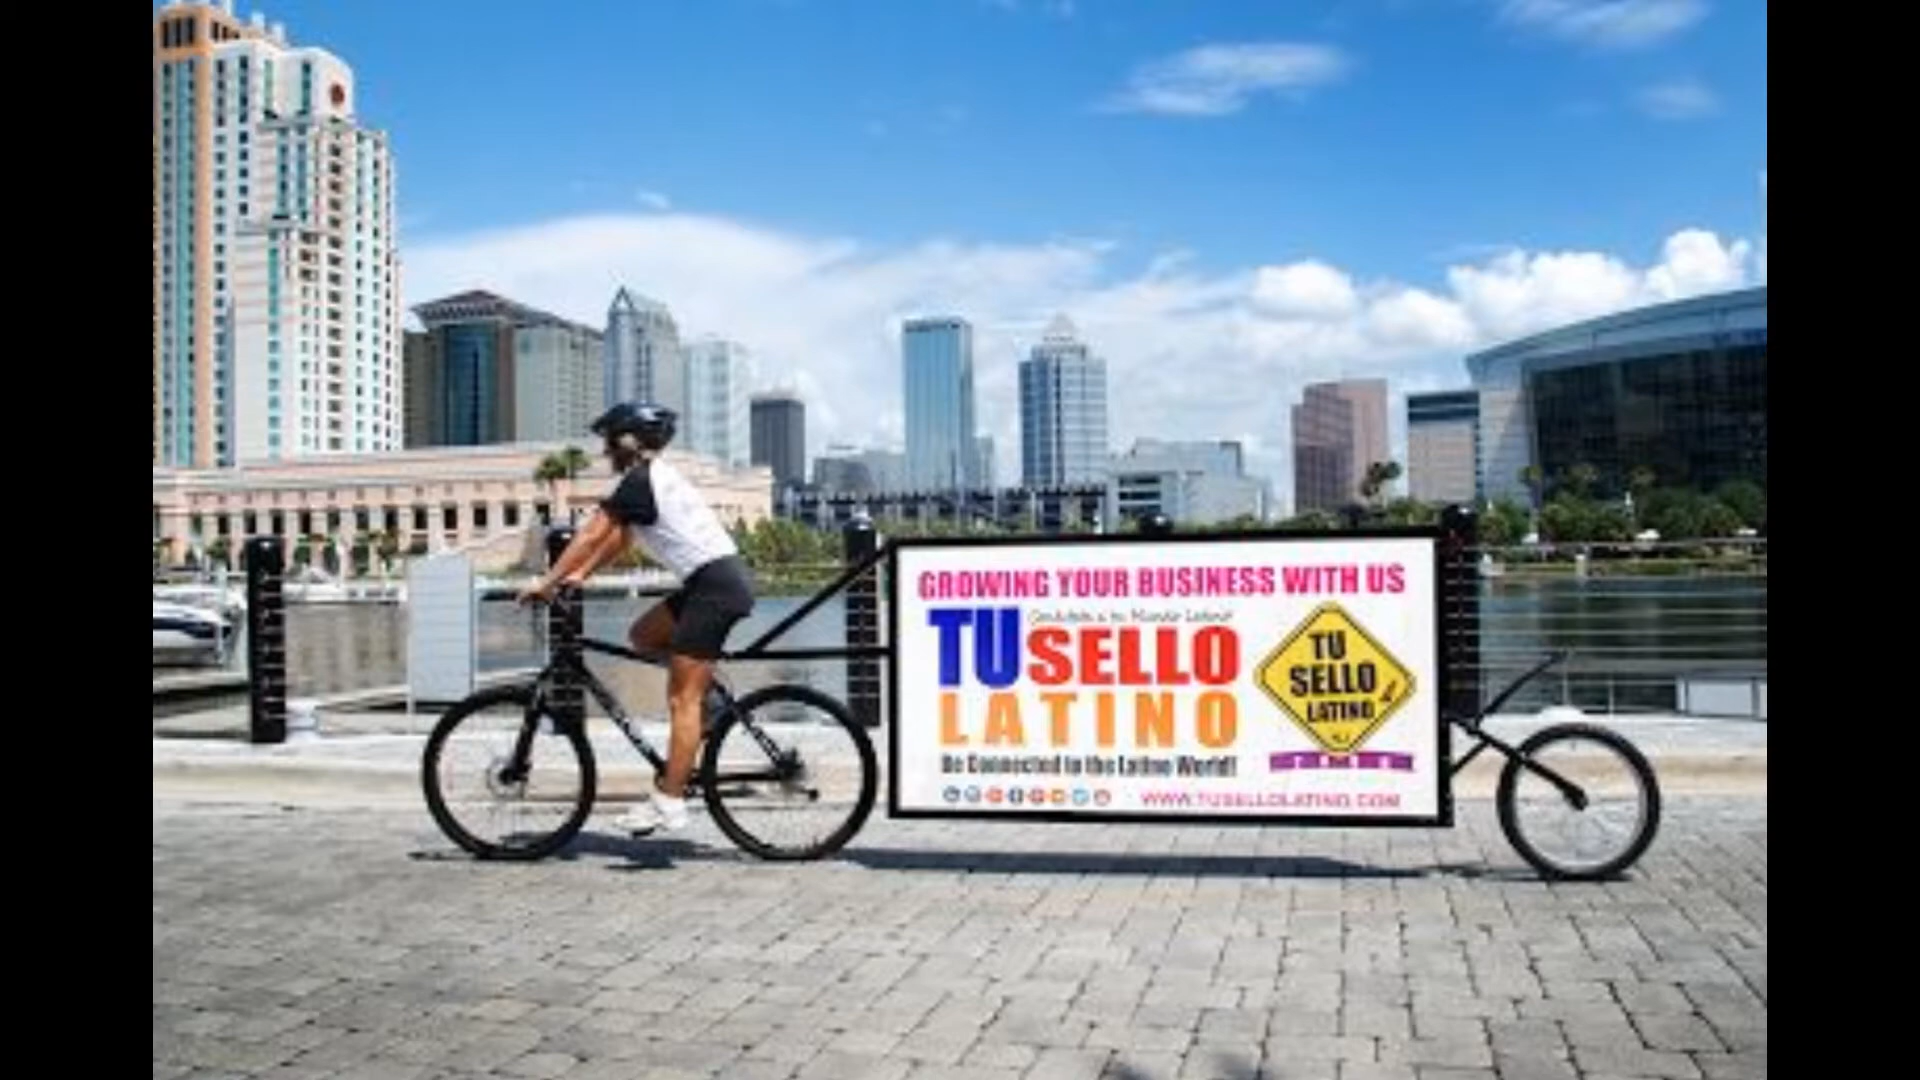 GROWING YOUR BUSINESS WITH US
TU SELLO
LATINO
Be Connected to the Latino World!
WWW.TUSELLOLATINO.COM
TU
SELLO
LATINO